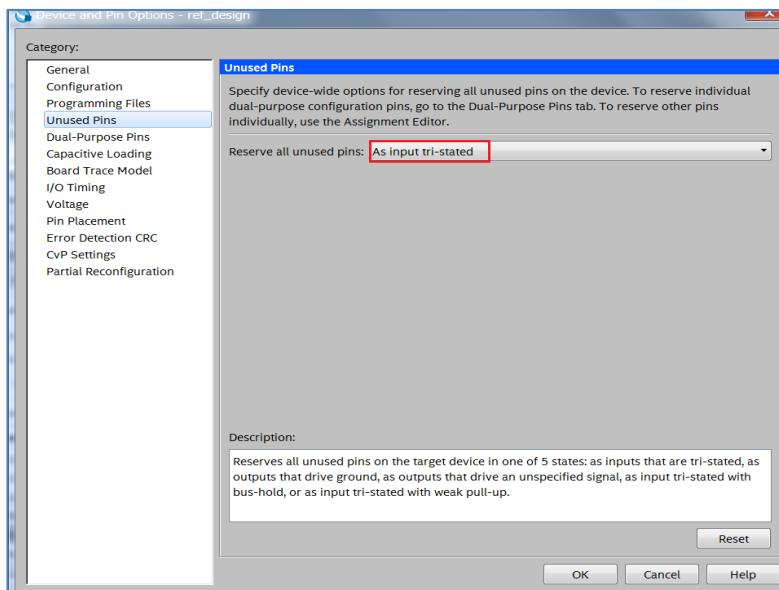 Device and Pin Options - ref_design
Category:
General
Configuration
Programming Files
Unused Pins
Dual-Purpose Pins
Capacitive Loading
Board Trace Model
I/O Timing
Voltage
Pin Placement
Error Detection CRC
CvP Settings
Partial Reconfiguration
Unused Pins
Specify device-wide options for reserving all unused pins on the device. To reserve individual
dual-purpose configuration pins, go to the Dual-Purpose Pins tab. To reserve other pins
individually, use the Assignment Editor.
Reserve all unused pins: As input tri-stated
Description:
Reserves all unused pins on the target device in one of 5 states: as inputs that are tri-stated, as
outputs that drive ground, as outputs that drive an unspecified signal, as input tri-stated with
bus-hold, or as input tri-stated with weak pull-up.
Reset
OK Cancel Help